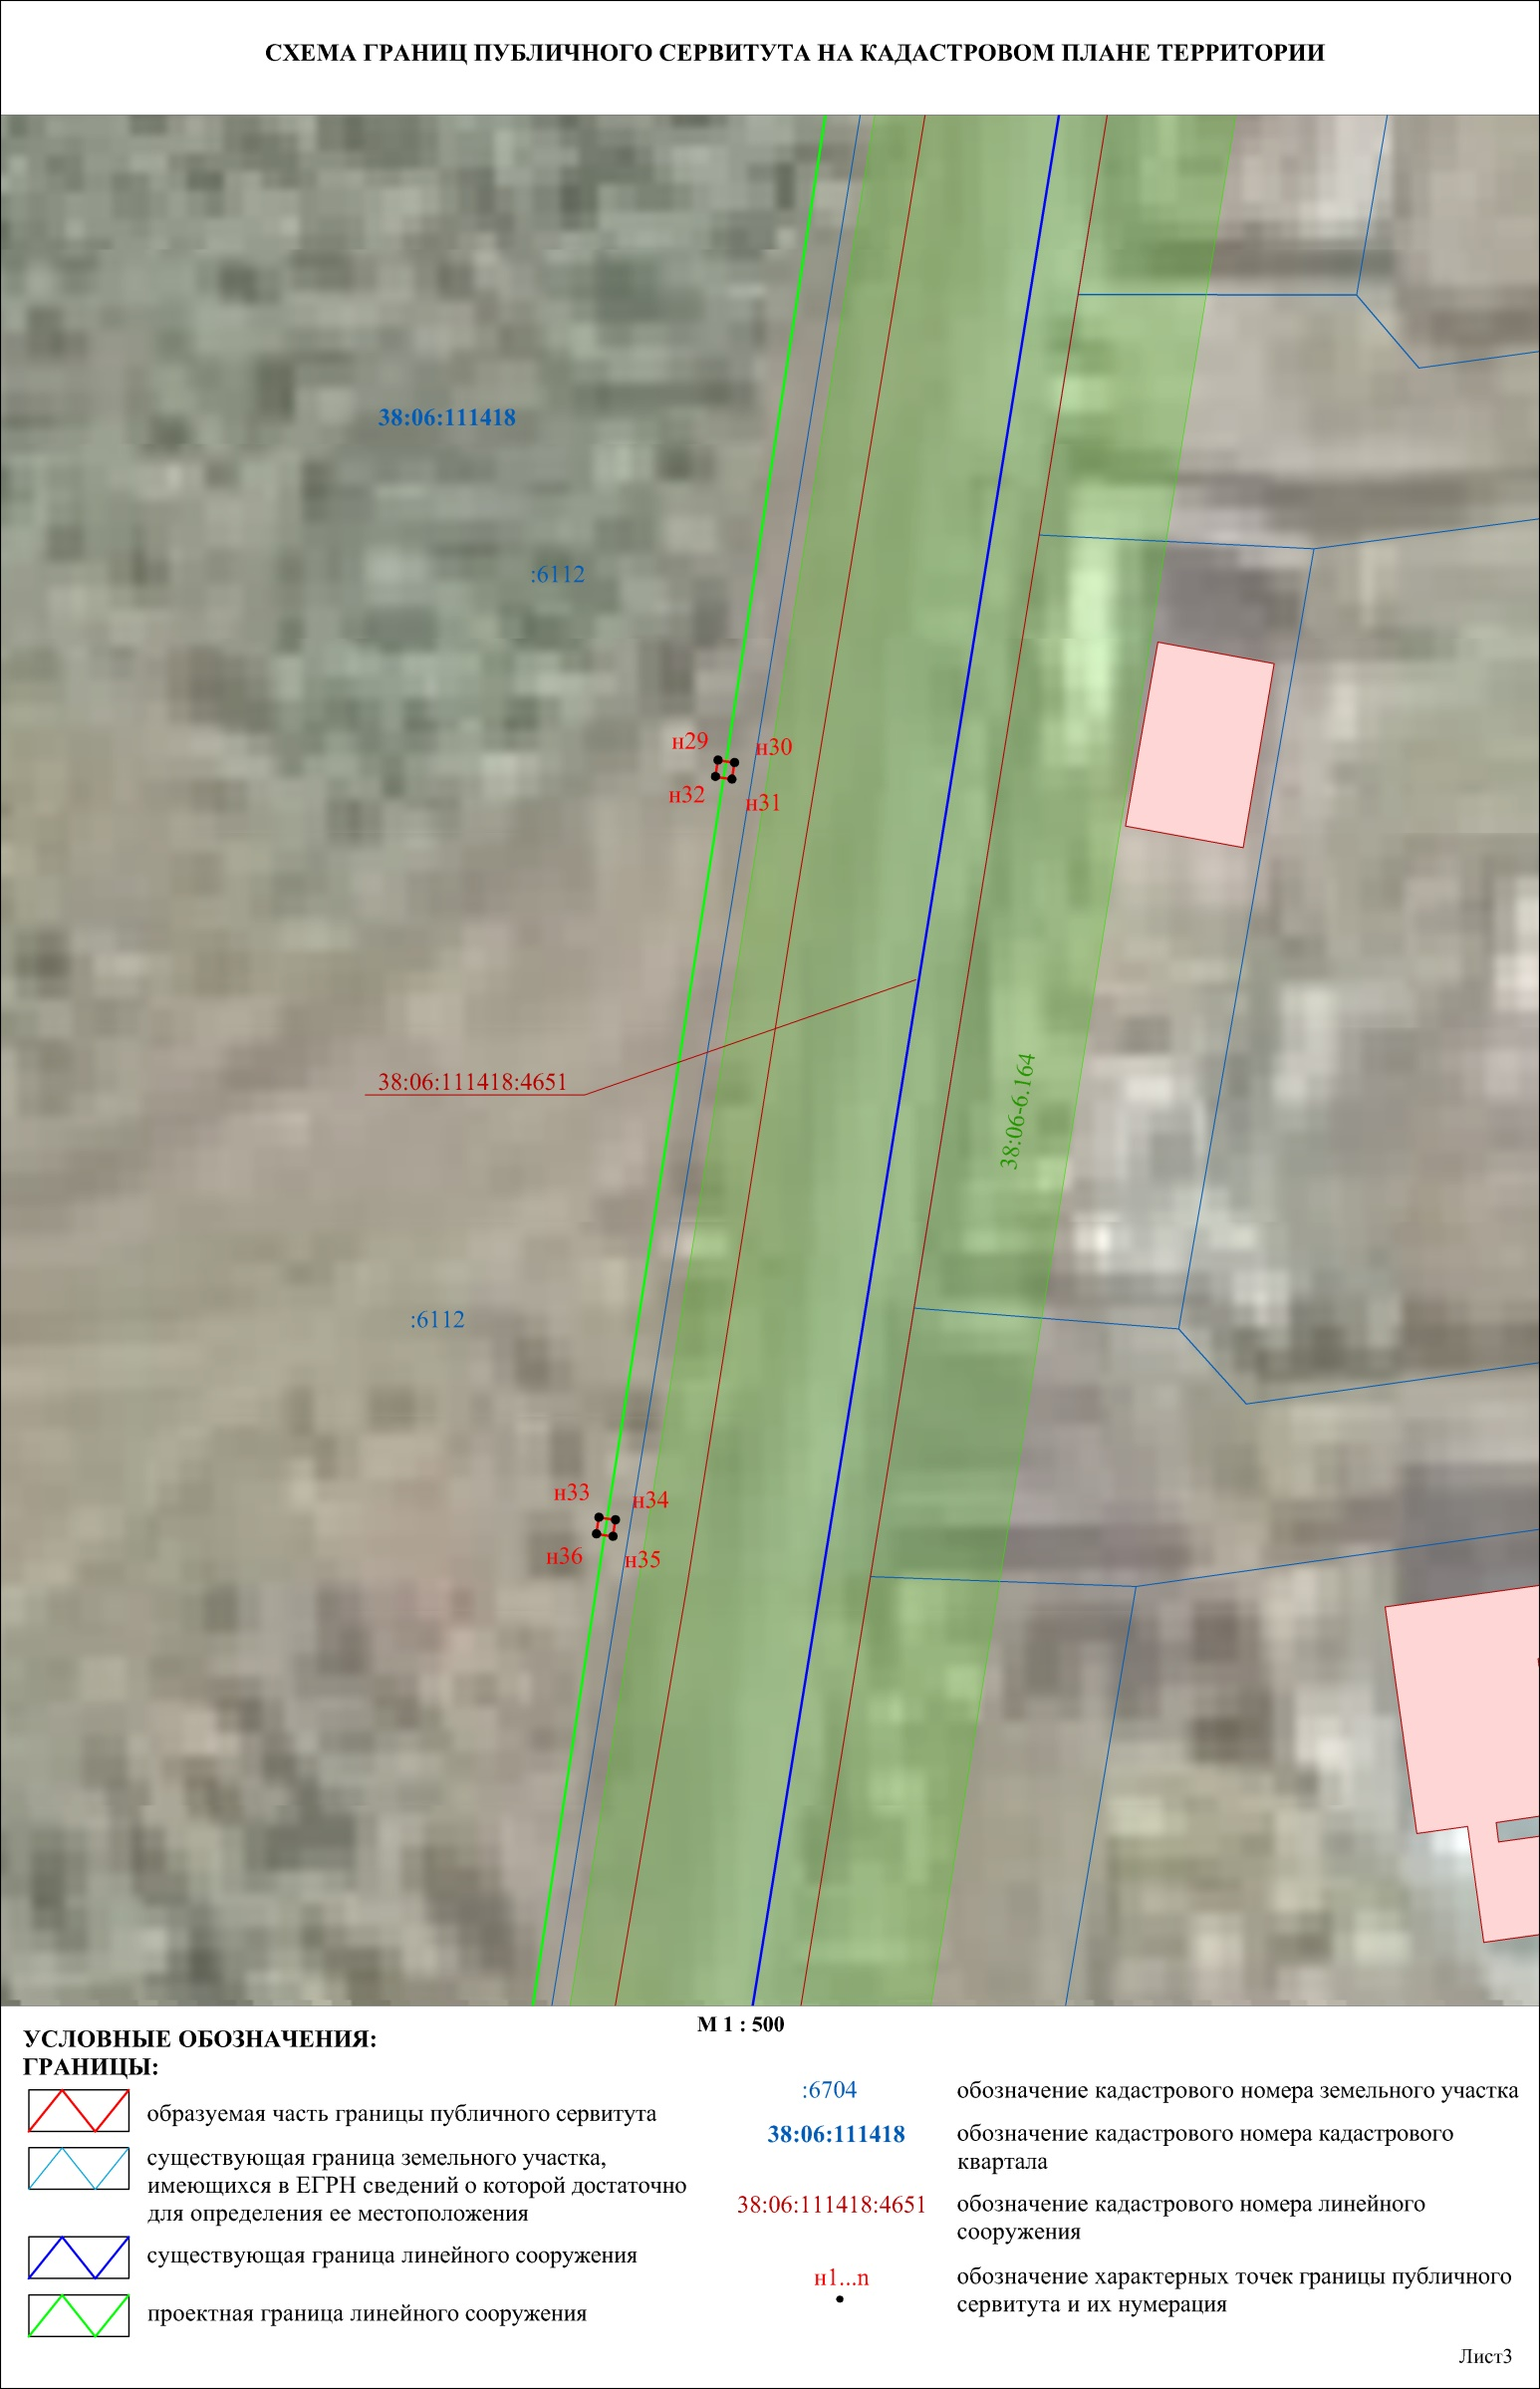 СХЕМА ГРАНИЦ ПУБЛИЧНОГО СЕРВИТУТА НА КАДАСТРОВОМ ПЛАНЕ ТЕРРИТОРИИ
38:06:111418
:6112
н29
н30
н32
н31
38:06:111418:4651
38:06-6.164
:6112
н33
н34
н36
н35
М 1 : 500
УСЛОВНЫЕ ОБОЗНАЧЕНИЯ:
ГРАНИЦЫ:
образуемая часть границы публичного сервитута
существующая граница земельного участка,
имеющихся в ЕГРН сведений о которой достаточно
для определения ее местоположения
существующая граница линейного сооружения
проектная граница линейного сооружения
:6704
обозначение кадастрового номера земельного участка
38:06:111418
обозначение кадастрового номера кадастрового
квартала
38:06:111418:4651
обозначение кадастрового номера линейного
сооружения
н1...n
обозначение характерных точек границы публичного
сервитута и их нумерация
Лист3